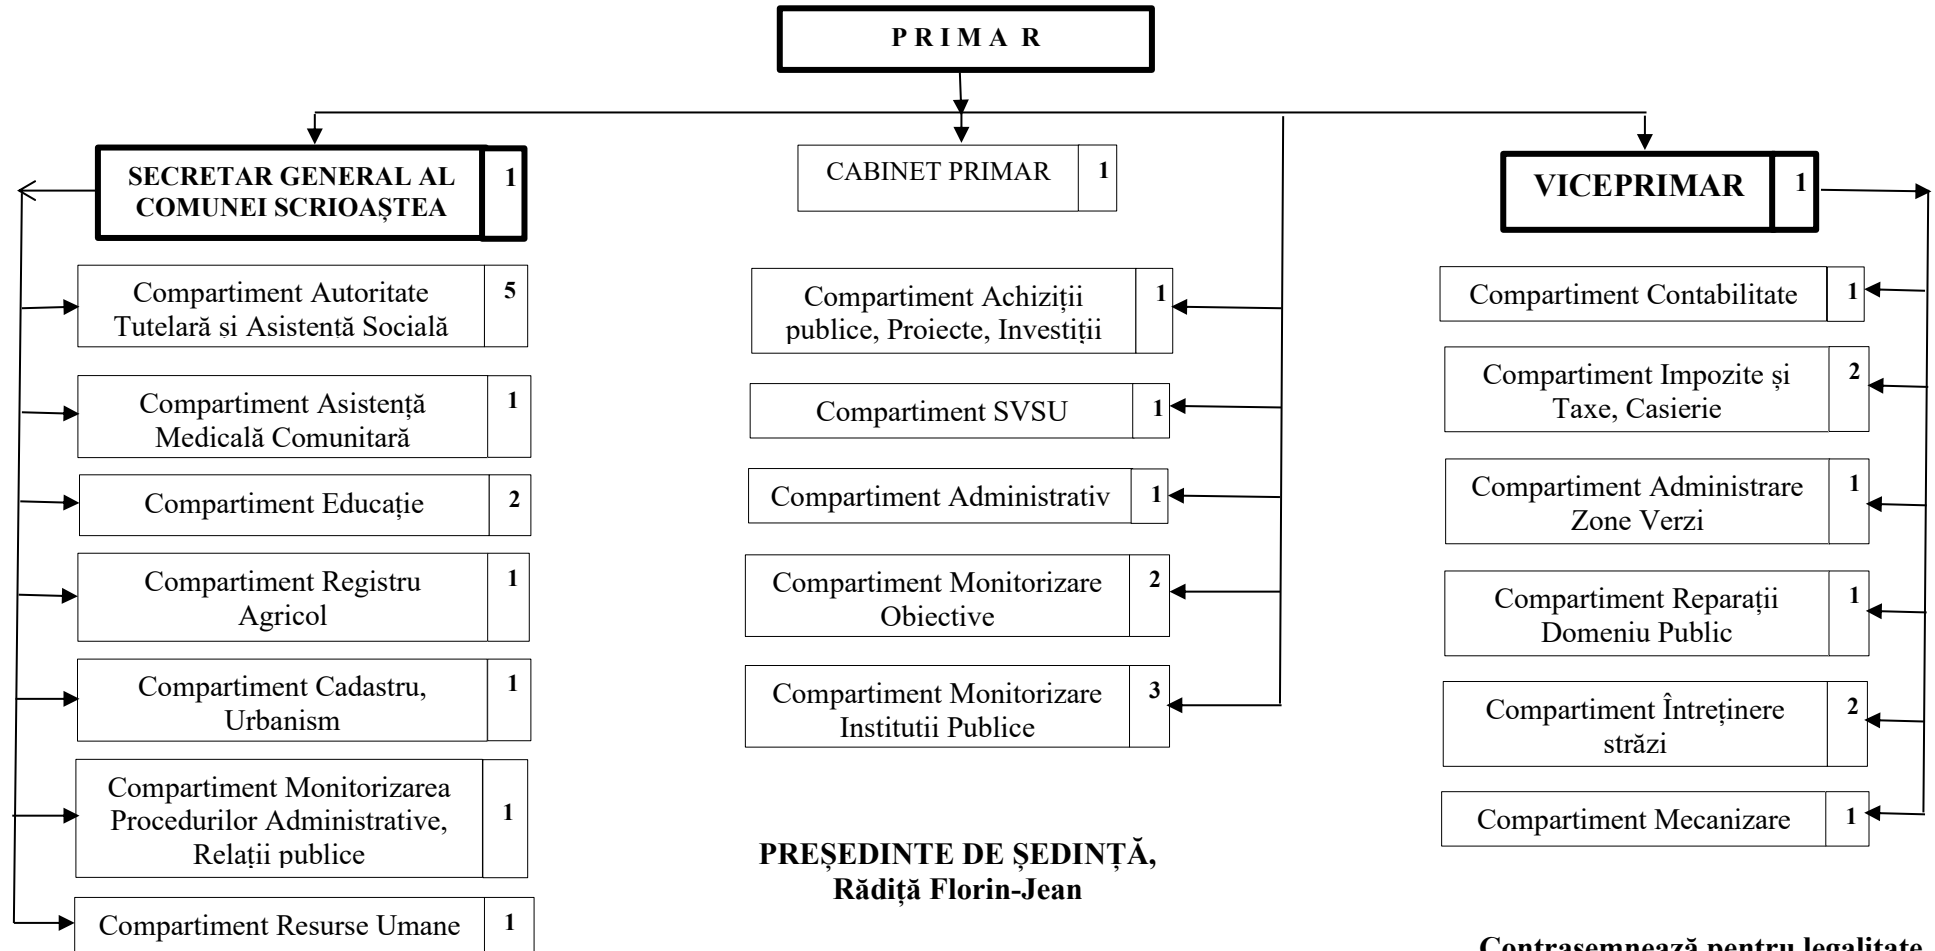 P R I M A R
SECRETAR GENERAL AL
COMUNEI SCRIOAȘTEA
1
CABINET PRIMAR
1
VICEPRIMAR
1
Compartiment Autoritate
Tutelară și Asistență Socială
5
Compartiment Asistență
Medicală Comunitară
1
Compartiment Educație
2
Compartiment Registru
Agricol
1
Compartiment Cadastru,
Urbanism
1
Compartiment Monitorizarea
Procedurilor Administrative,
Relații publice
1
Compartiment Resurse Umane
1
Compartiment Achiziții
publice, Proiecte, Investiții
1
Compartiment SVSU
1
Compartiment Administrativ
1
Compartiment Monitorizare
Obiective
2
Compartiment Monitorizare
Institutii Publice
3
PREȘEDINTE DE ȘEDINȚĂ,
Rădiță Florin-Jean
Compartiment Contabilitate
1
Compartiment Impozite și
Taxe, Casierie
2
Compartiment Administrare
Zone Verzi
1
Compartiment Reparații
Domeniu Public
1
Compartiment Întreținere
străzi
2
Compartiment Mecanizare
1
Contrasemnează pentru legalitate